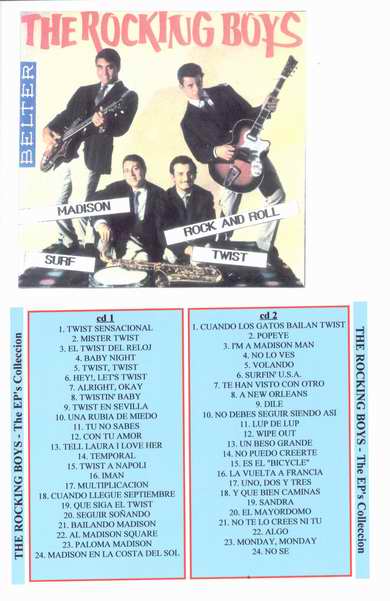 THE ROCKING BOYS
BELTER
MADISON
ROCK AND ROLL
SURF
TWIST
THE ROCKING BOYS - The EP's Colleccion
cd 1
1. TWIST SENSACIONAL
2. MISTER TWIST
3. EL TWIST DEL RELOJ
4. BABY NIGHT
5. TWIST, TWIST
6. HEY!, LET'S TWIST
7. ALRIGHT, OKAY
8. TWISTIN' BABY
9. TWIST EN SEVILLA
10. UNA RUBIA DE MIEDO
11. TU NO SABES
12. CON TU AMOR
13. TELL LAURA I LOVE HER
14. TEMPORAL
15. TWIST A NAPOLI
16. IMAN
17. MULTIPLICACION
18. CUANDO LLEGUE SEPTIEMBRE
19. QUE SIGA EL TWIST
20. SEGUIR SOÑANDO
21. BAILANDO MADISON
22. AL MADISON SQUARE
23. PALOMA MADISON
24. MADISON EN LA COSTA DEL SOL
cd 2
1. CUANDO LOS GATOS BAILAN TWIST
2. POPEYE
3. I'M A MADISON MAN
4. NO LO VES
5. VOLANDO
6. SURFIN' U.S.A.
7. TE HAN VISTO CON OTRO
8. A NEW ORLEANS
9. DILE
10. NO DEBES SEGUIR SIENDO ASI
11. LUP DE LUP
12. WIPE OUT
13. UN BESO GRANDE
14. NO PUEDO CREERTE
15. ES EL "BICYCLE"
16. LA VUELTA A FRANCIA
17. UNO, DOS Y TRES
18. Y QUE BIEN CAMINAS
19. SANDRA
20. EL MAYORDOMO
21. NO TE LO CREES NI TU
22. ALGO
23. MONDAY, MONDAY
24. NO SE
THE ROCKING BOYS - The EP's Colleccion